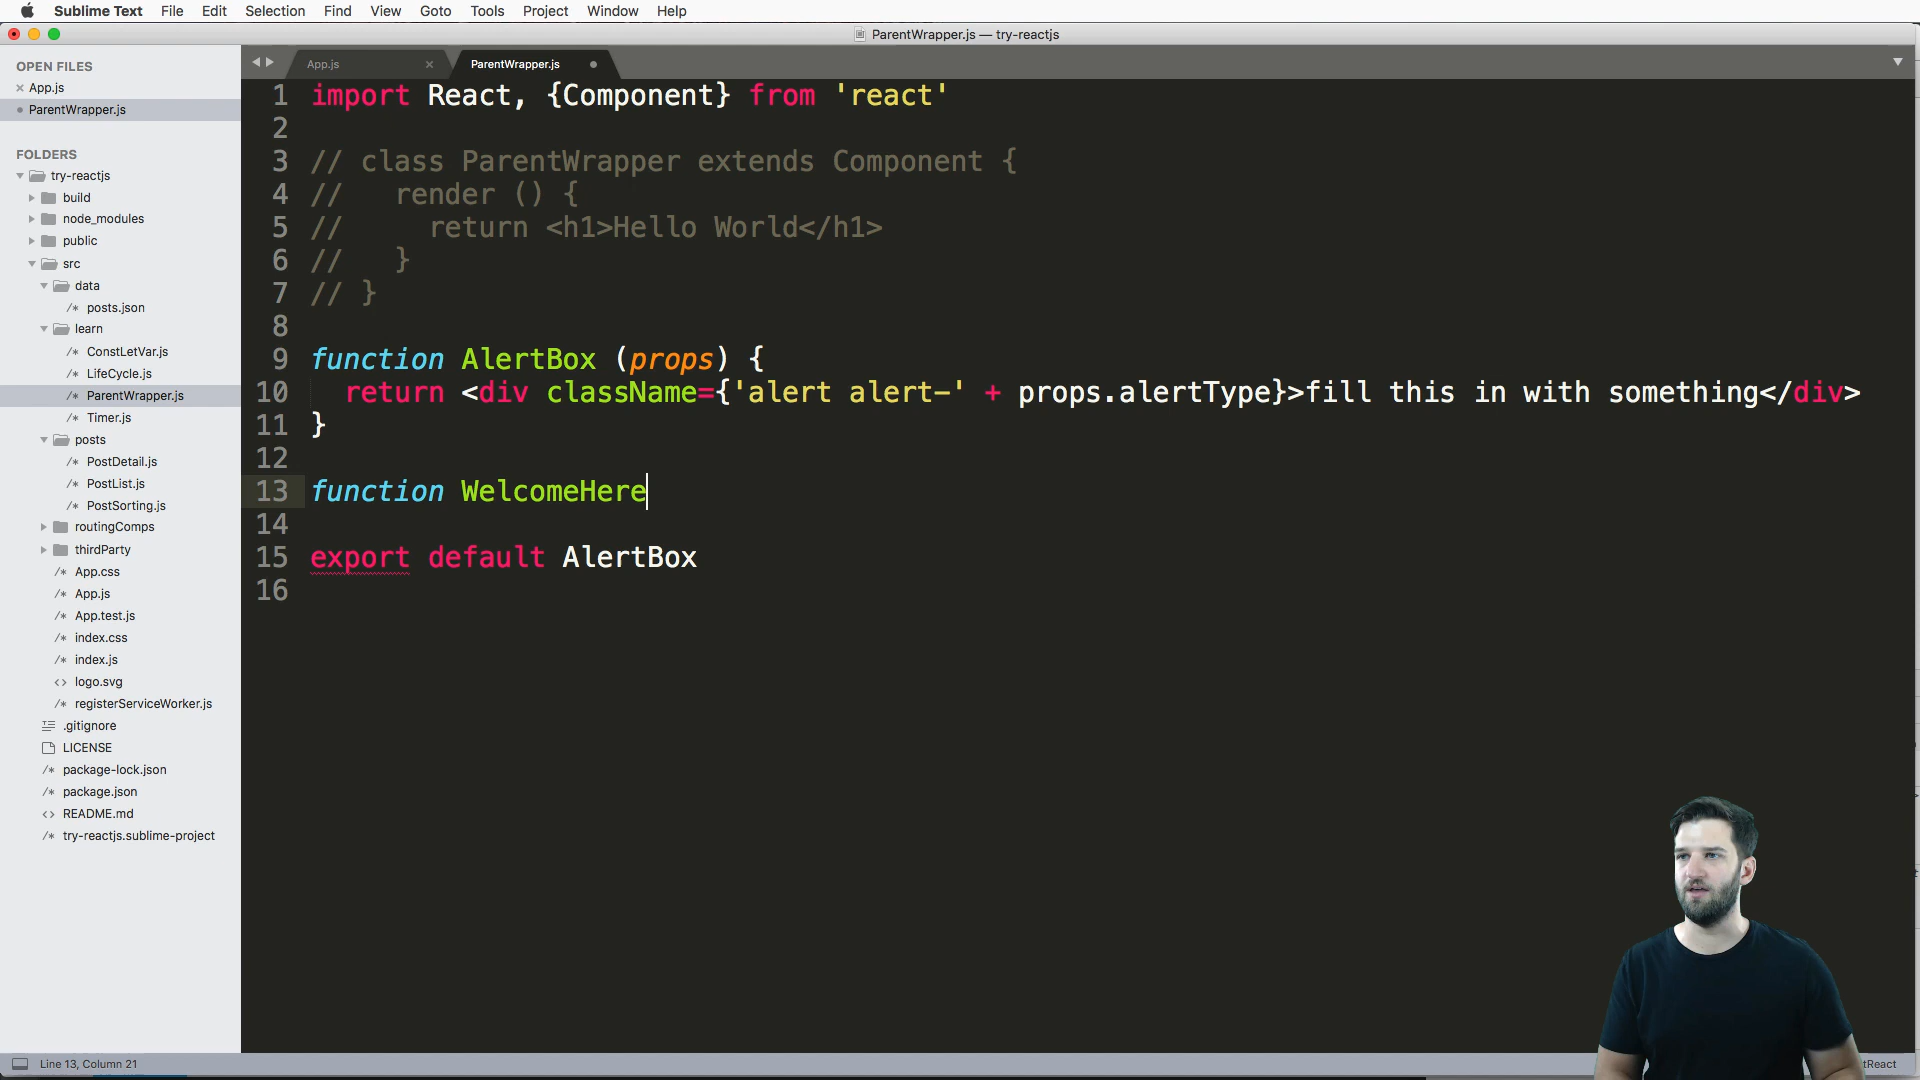 Sublime Text File Edit Selection Find View Goto Tools Project Window Help
ParentWrapper.js — try-reactjs
OPEN FILES
App.js
ParentWrapper.js
FOLDERS
try-reactjs
build
node_modules
public
src
data
/* posts.json
learn
/* ConstLetVar.js
/* LifeCycle.js
/* ParentWrapper.js
/* Timer.js
posts
/* PostDetail.js
/* PostList.js
/* PostSorting.js
routingComps
thirdParty
/* App.css
/* App.js
/* App.test.js
/* index.css
/* index.js
<> logo.svg
/* registerServiceWorker.js
.gitignore
LICENSE
/* package-lock.json
/* package.json
<> README.md
/* try-reactjs.sublime-project
App.js ParentWrapper.js
1 import React, {Component} from 'react'
2
3 // class ParentWrapper extends Component {
4 //   render () {
5 //     return <h1>Hello World</h1>
6 //   }
7 // }
8
9 function AlertBox (props) {
10   return <div className={'alert alert-' + props.alertType}>fill this in with something</div>
11 }
12
13 function WelcomeHere
14
15 export default AlertBox
16
Line 13, Column 21
tReact